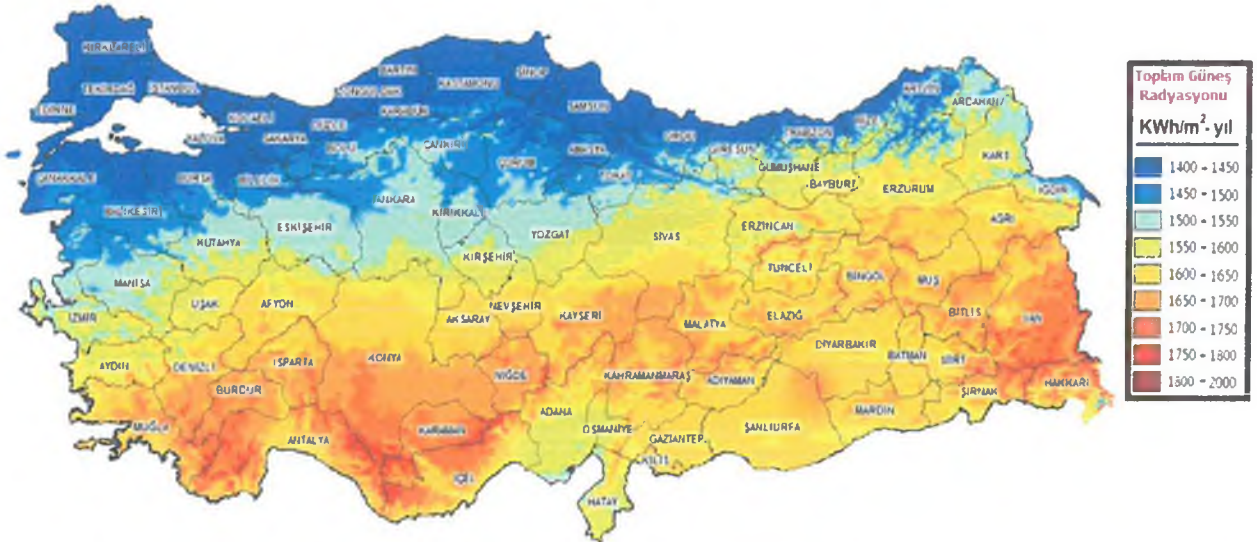 KIRKLARELİ
TEKİRDAĞ
İSTANBUL
EDİRNE
KOCAELİ
YALOVA
SAKARYA
DÜZCE
BOLU
ZONGULDAK
BARTIN
KARABÜK
KASTAMONU
SİNOP
ÇANKIRI
SAMSUN
ÇORUM
AMASYA
TOKAT
ORDU
GİRESUN
TRABZON
RİZE
ARTVİN
ARDAHAN
KARS
IĞDIR
GÜMÜŞHANE
BAYBURT
ERZURUM
AĞRI
ÇANAKKALE
BURSA
BİLECİK
BALIKESİR
KÜTAHYA
ESKİŞEHİR
ANKARA
KIRIKKALE
YOZGAT
KIRŞEHİR
SİVAS
ERZİNCAN
TUNCELİ
BİNGÖL
MUŞ
BİTLİS
VAN
MANİSA
İZMİR
UŞAK
AFYON
AKSARAY
NEVŞEHİR
KAYSERİ
MALATYA
ELAZIĞ
DİYARBAKIR
BATMAN
SİİRT
ŞIRNAK
HAKKARİ
AYDIN
DENİZLİ
ISPARTA
BURDUR
KONYA
NİĞDE
KAHRAMANMARAŞ
ADIYAMAN
MARDİN
ŞANLIURFA
MUĞLA
ANTALYA
KARAMAN
İÇEL
ADANA
OSMANİYE
GAZİANTEP
KİLİS
HATAY
Toplam Güneş
Radyasyonu
KWh/m²- yıl
1400 - 1450
1450 - 1500
1500 - 1550
1550 - 1600
1600 - 1650
1650 - 1700
1700 - 1750
1750 - 1800
1800 - 2000